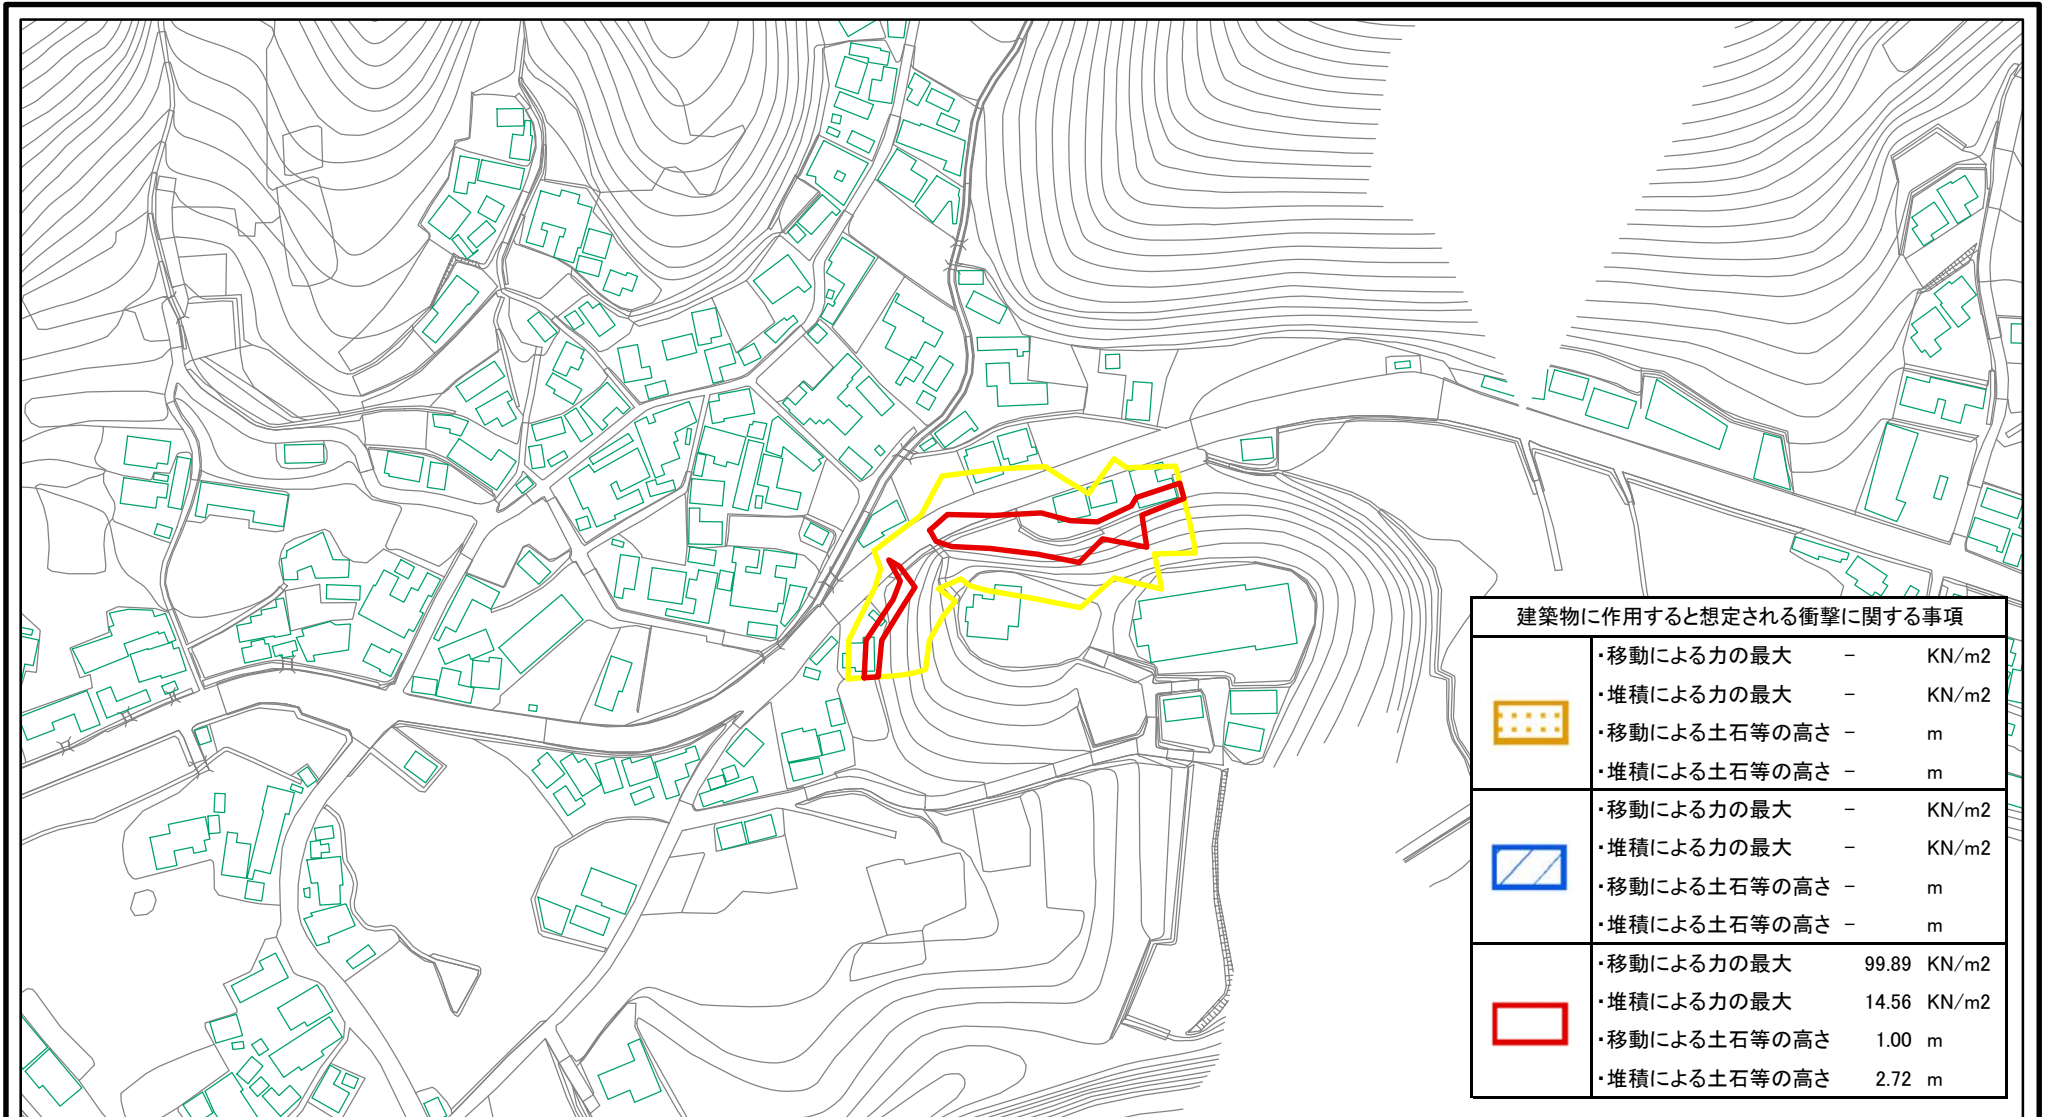 建築物に作用すると想定される衝撃に関する事項
・移動による力の最大 － KN/m2
・堆積による力の最大 － KN/m2
・移動による土石等の高さ － m
・堆積による土石等の高さ － m
・移動による力の最大 － KN/m2
・堆積による力の最大 － KN/m2
・移動による土石等の高さ － m
・堆積による土石等の高さ － m
・移動による力の最大 99.89 KN/m2
・堆積による力の最大 14.56 KN/m2
・移動による土石等の高さ 1.00 m
・堆積による土石等の高さ 2.72 m